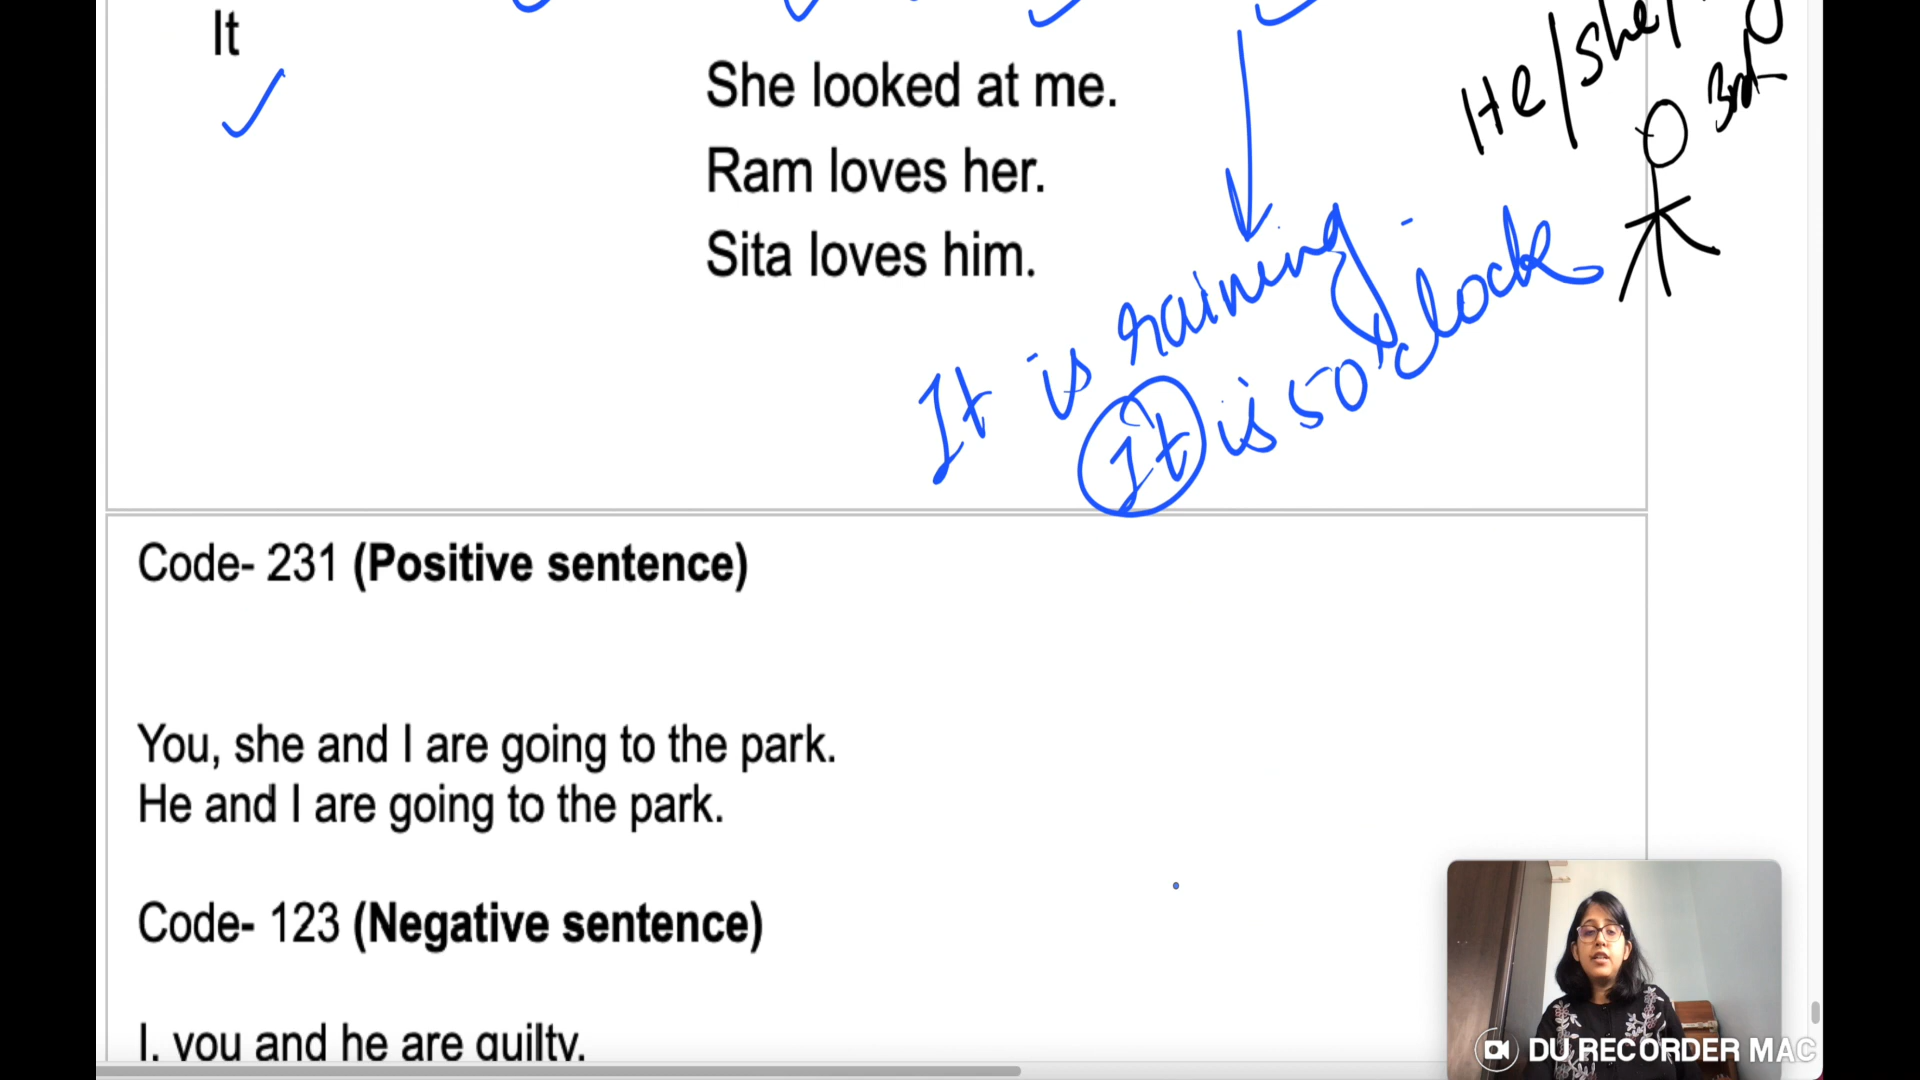 It
He/she/
Brot
She looked at me.
Ram loves her.
Sita loves him.
It is raining
It is 5 o'clock
Code- 231 (Positive sentence)
You, she and I are going to the park.
He and I are going to the park.
Code- 123 (Negative sentence)
I, you and he are guilty.
DU RECORDER MAC